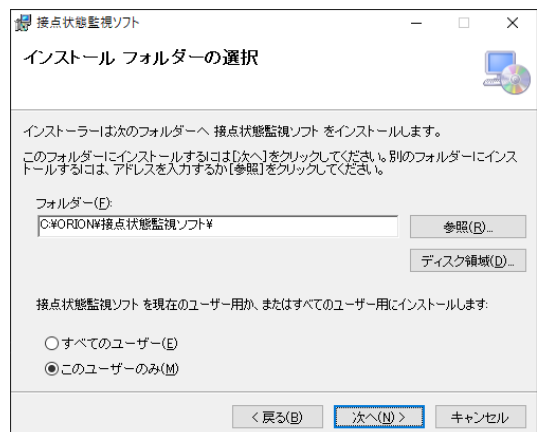 接点状態監視ソフト
インストール フォルダーの選択
インストーラーは次のフォルダーへ 接点状態監視ソフト をインストールします。
このフォルダーにインストールするには[次へ]をクリックしてください。別のフォルダーにインス
トールするには、アドレスを入力するか[参照]をクリックしてください。
フォルダー(F):
C:¥ORION¥接点状態監視ソフト¥
参照(R)...
ディスク領域(D)...
接点状態監視ソフト を現在のユーザー用か、またはすべてのユーザー用にインストールします:
すべてのユーザー(E)
このユーザーのみ(M)
< 戻る(B)
次へ(N) >
キャンセル